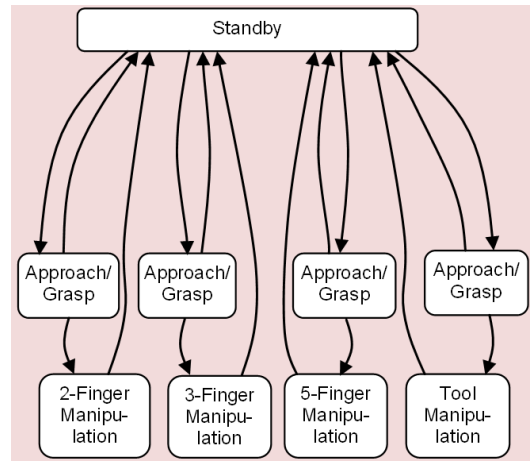 Standby
Approach/
Grasp
Approach/
Grasp
Approach/
Grasp
Approach/
Grasp
2-Finger
Manipu-
lation
3-Finger
Manipu-
lation
5-Finger
Manipu-
lation
Tool
Manipu-
lation